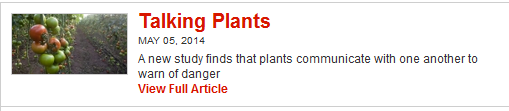 Talking Plants
MAY 05, 2014
A new study finds that plants communicate with one another to
warn of danger
View Full Article